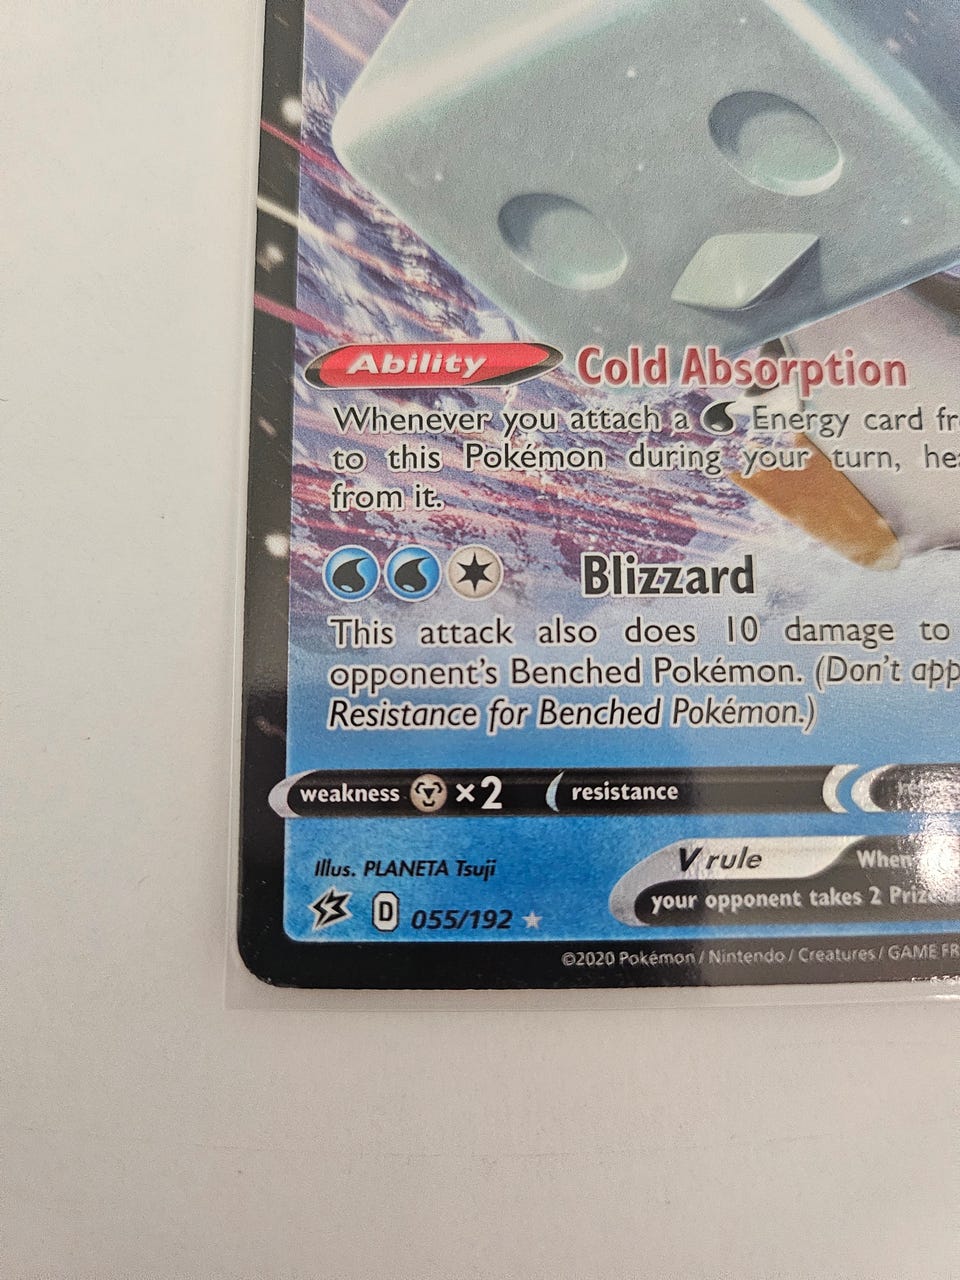 Ability Cold Absorption
Whenever you attach a Energy card
to this Pokémon during your turn,
from it.
Blizzard
This attack also does 10 damage to
opponent's Benched Pokémon. (Don't
Resistance for Benched Pokémon.)
weakness ×2 resistance
Illus. PLANETA Tsuji
V rule When
your opponent takes 2
D 055/192
©2020 Pokémon / Nintendo / Creatures / GAME